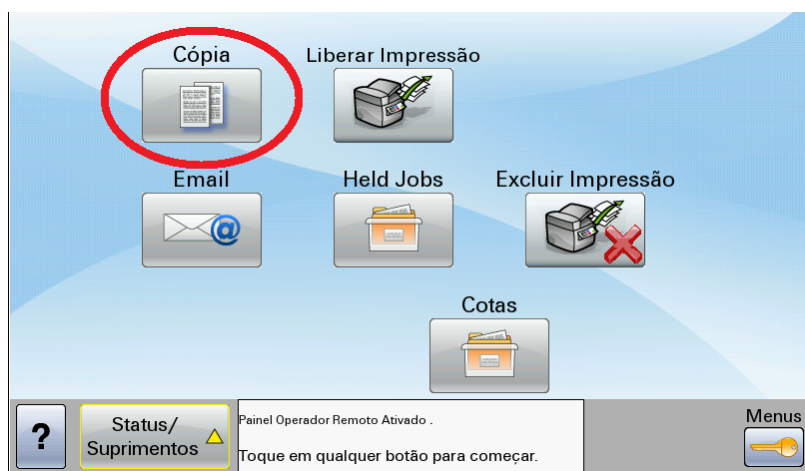 Cópia
Liberar Impressão
Email
Held Jobs
Excluir Impressão
Cotas
?
Status/
Suprimentos
Painel Operador Remoto Ativado .
Toque em qualquer botão para começar.
Menus